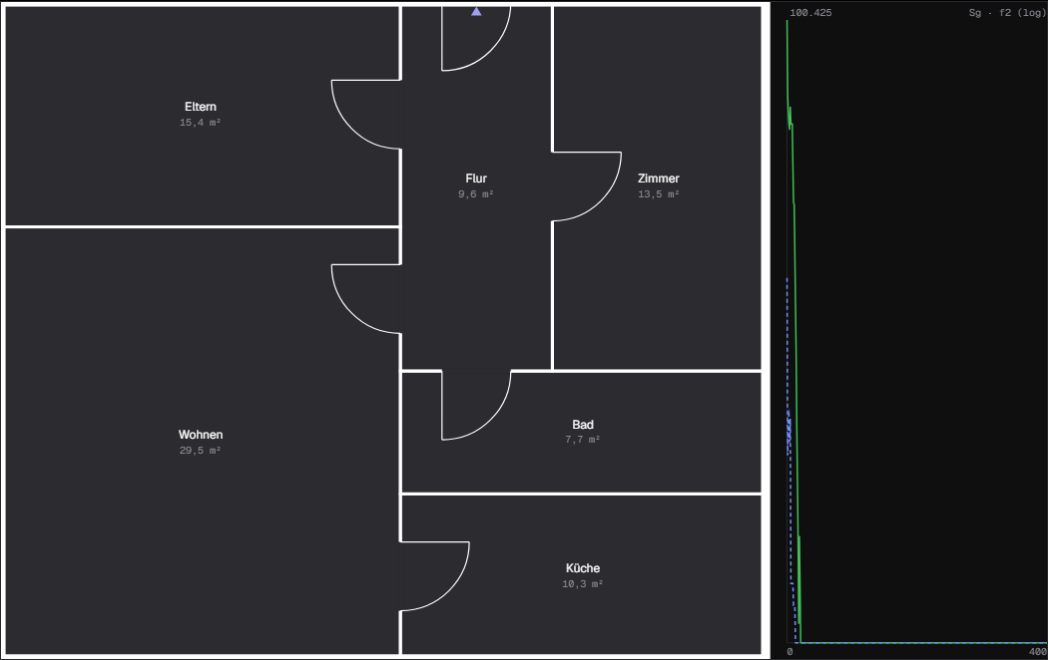 Eltern
15,4 m²
Flur
9,6 m²
Zimmer
13,5 m²
Wohnen
29,5 m²
Bad
7,7 m²
Küche
10,3 m²
100.425
Sg · f2 (log)
0
400